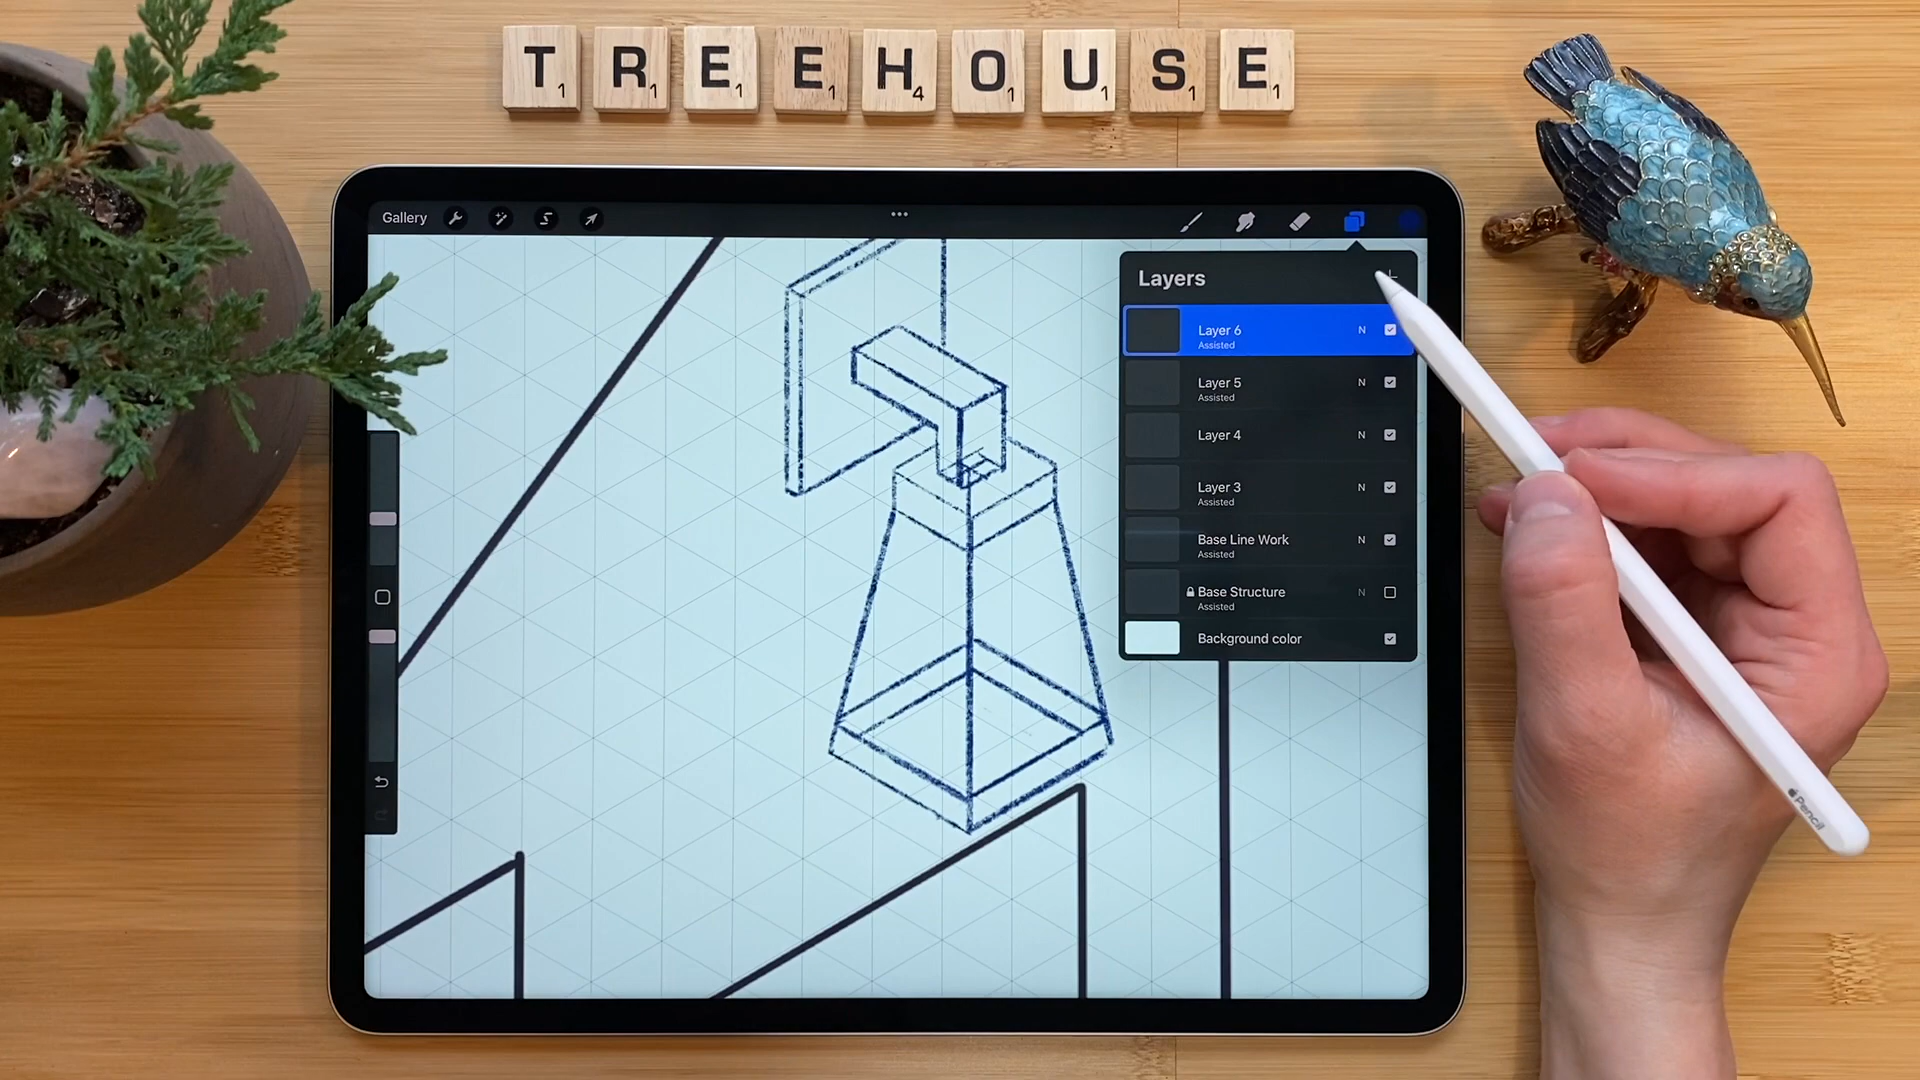 T1 R1 E1 E1 H4 O1 U1 S1 E1
Gallery
Layers
Layer 6 N
Assisted
Layer 5 N
Assisted
Layer 4 N
Layer 3 N
Assisted
Base Line Work N
Assisted
Base Structure N
Assisted
Background color
Pencil